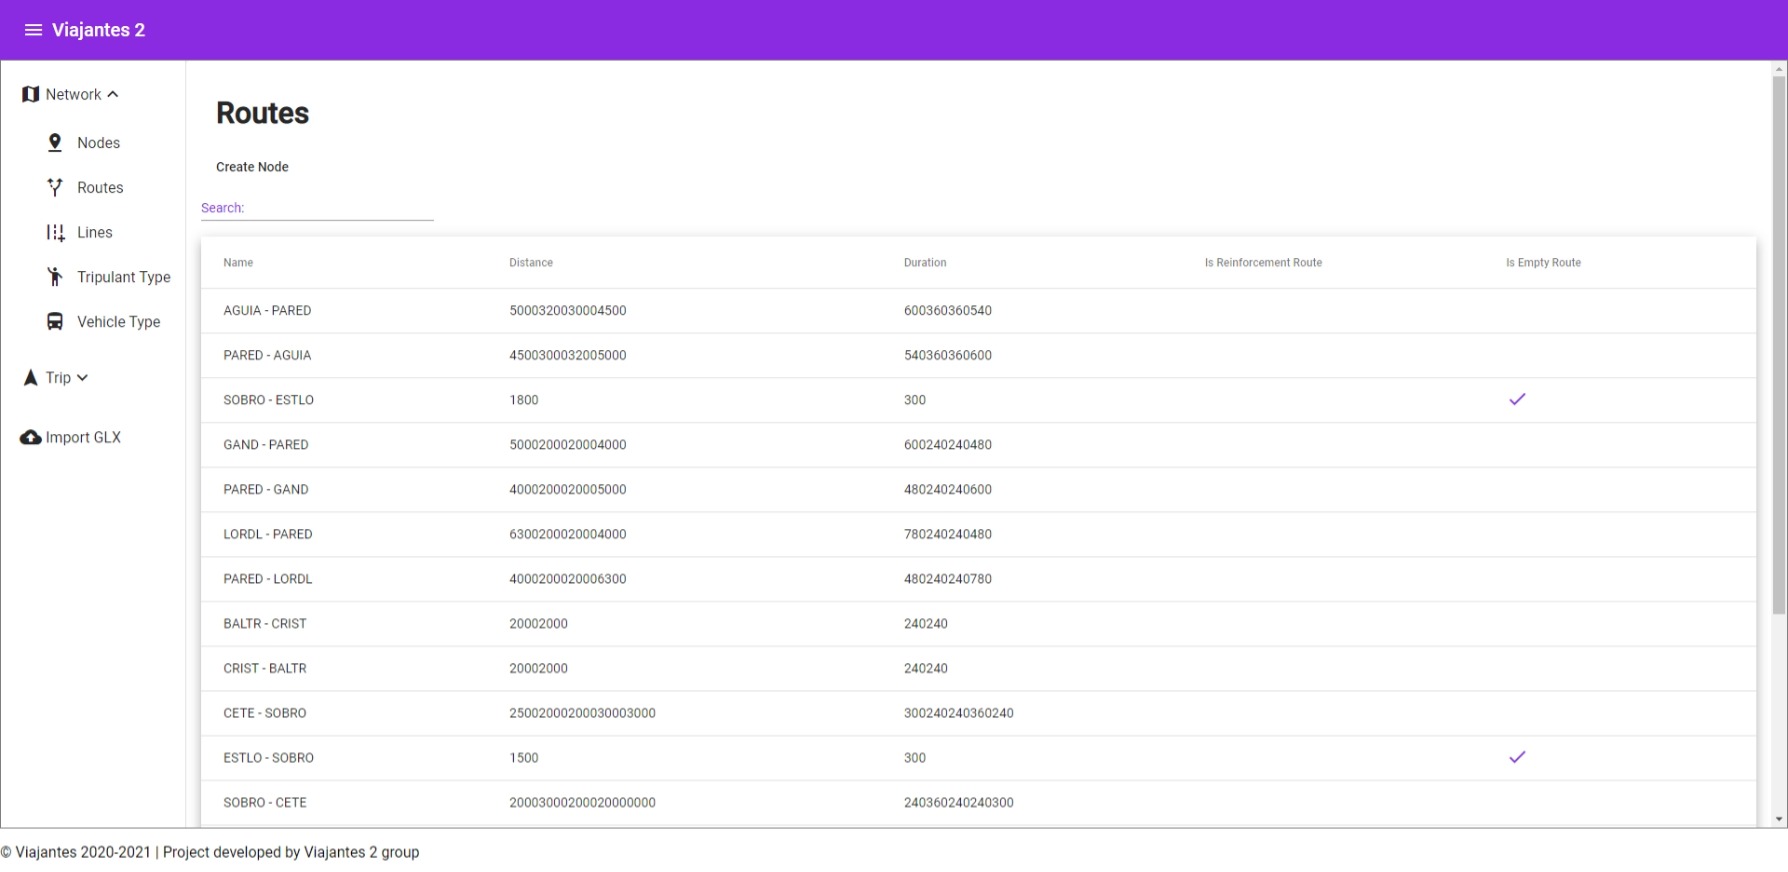 Viajantes 2
Network
Nodes
Routes
Lines
Tripulant Type
Vehicle Type
Trip
Import GLX
Routes
Create Node
Search:
Name Distance Duration Is Reinforcement Route Is Empty Route
AGUIA - PARED 5000320030004500 600360360540
PARED - AGUIA 4500300032005000 540360360600
SOBRO - ESTLO 1800 300
GAND - PARED 5000200020004000 600240240480
PARED - GAND 4000200020005000 480240240600
LORDL - PARED 6300200020004000 780240240480
PARED - LORDL 4000200020006300 480240240780
BALTR - CRIST 20002000 240240
CRIST - BALTR 20002000 240240
CETE - SOBRO 25002000200030003000 300240240360240
ESTLO - SOBRO 1500 300
SOBRO - CETE 20003000200020000000 240360240240300
© Viajantes 2020-2021 | Project developed by Viajantes 2 group